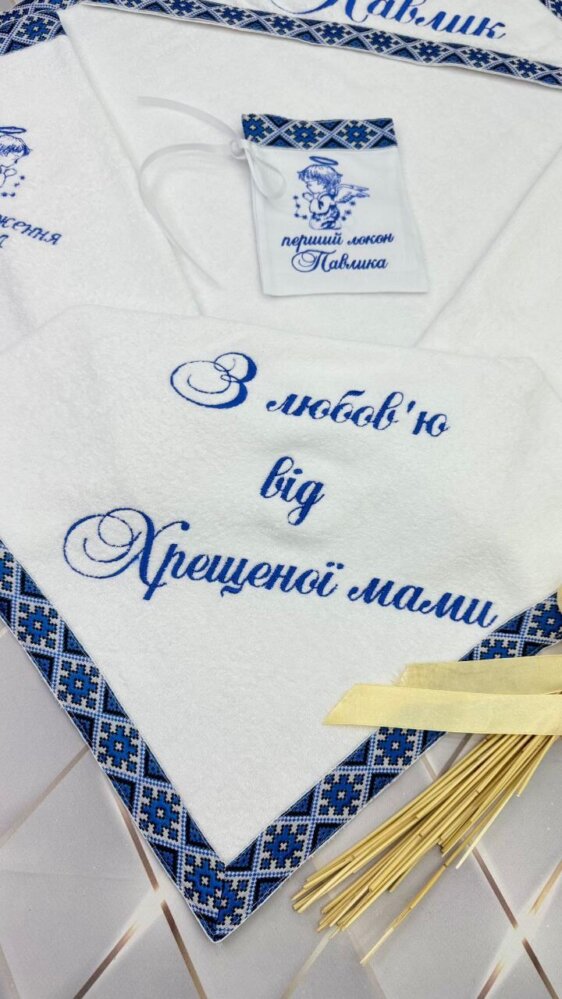 Павлик
перший локон
Павлика
З любов'ю
від
Хрещеної мами